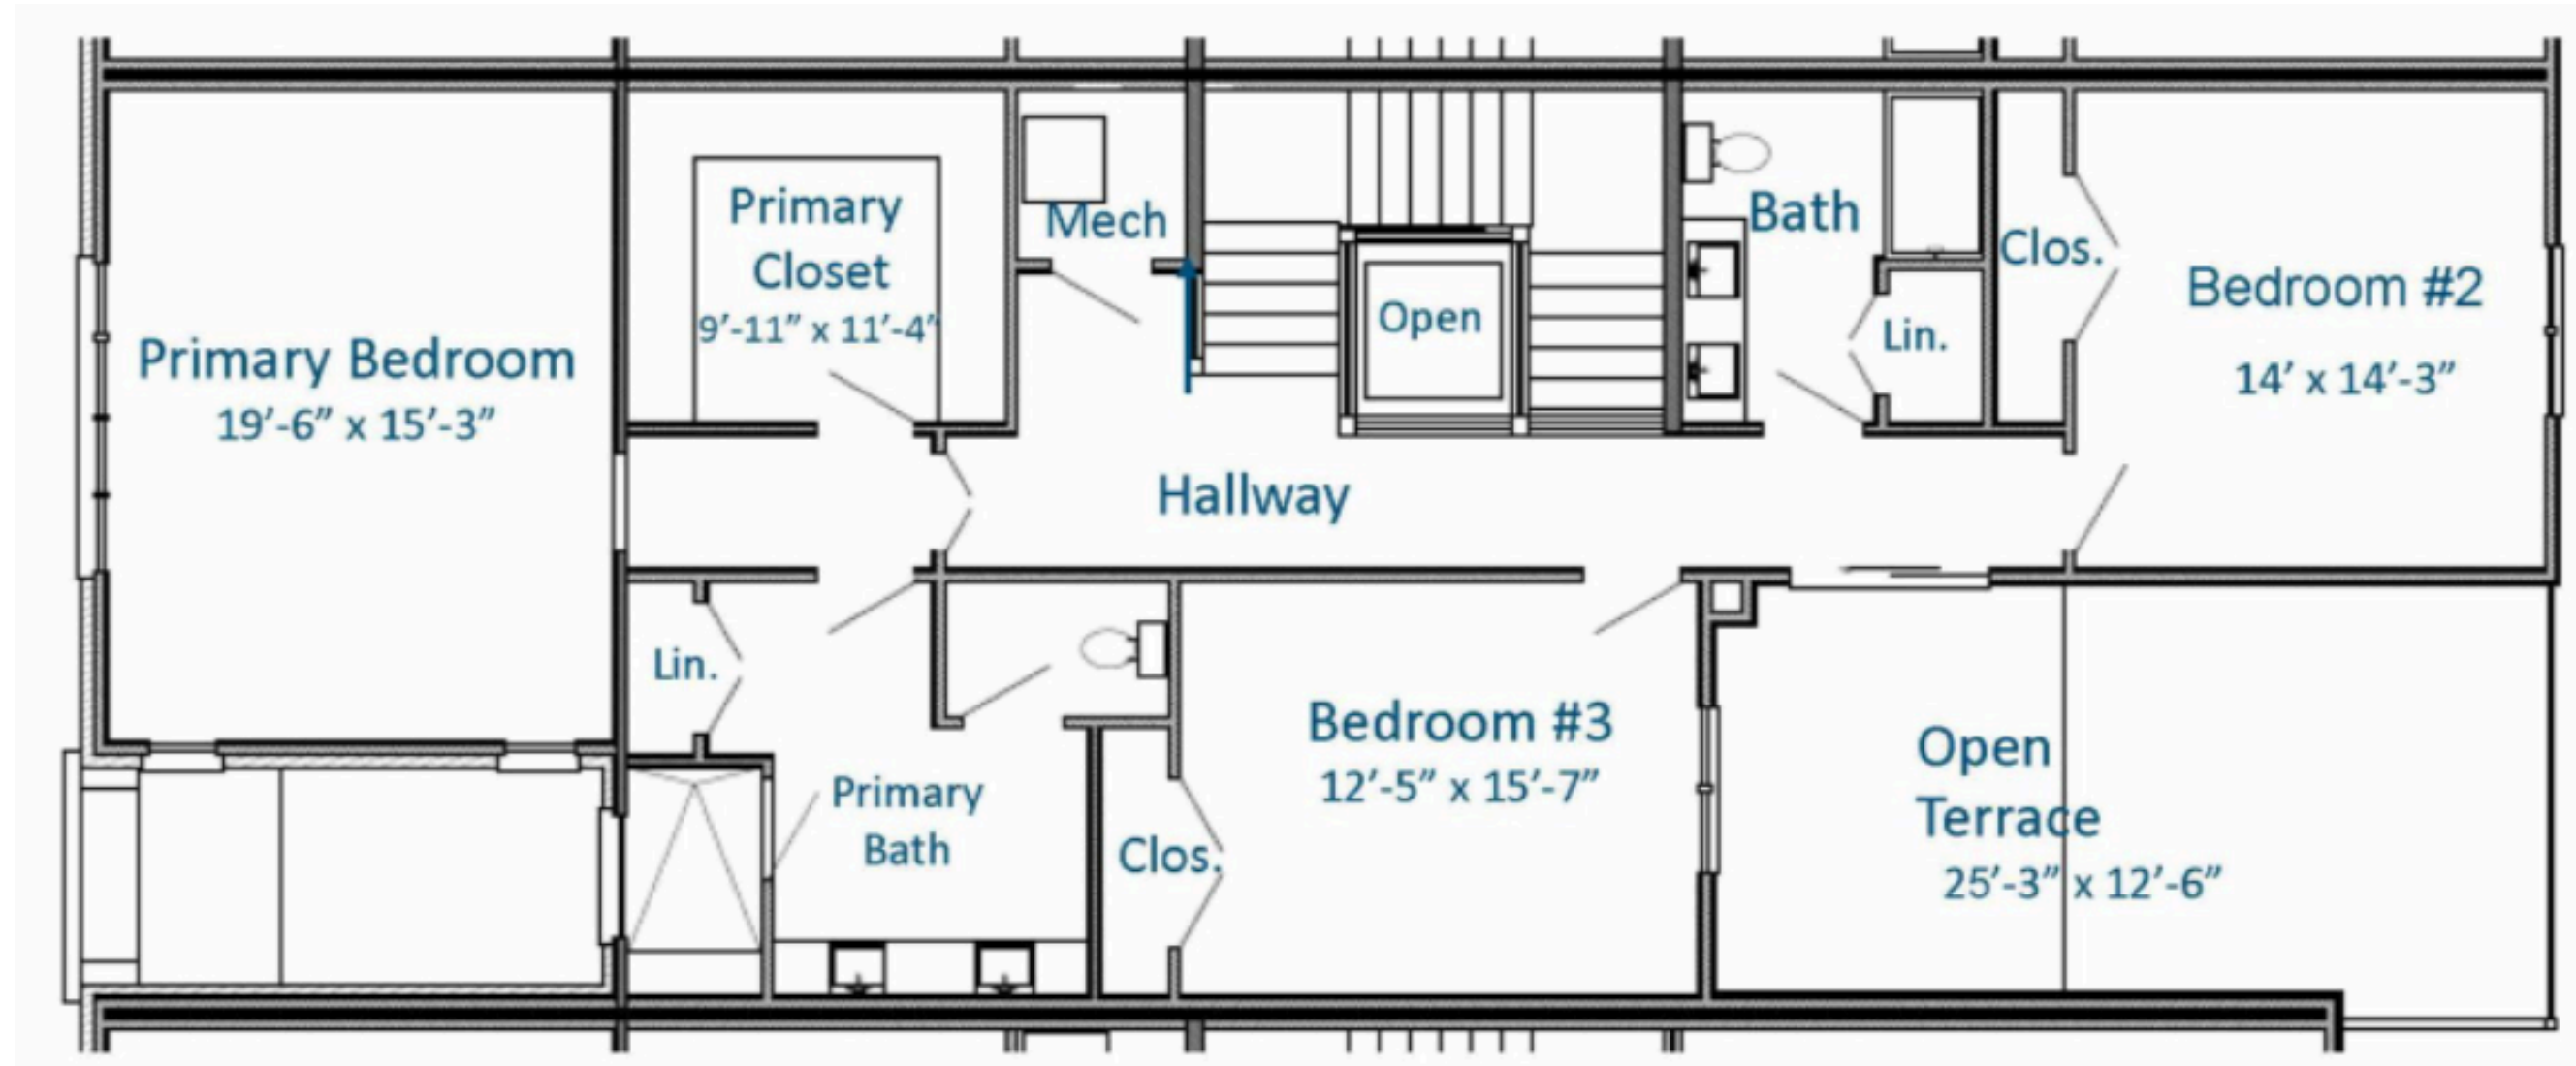 Primary Bedroom
19'-6" x 15'-3"
Primary
Closet
9'-11" x 11'-4"
Mech
Open
Bath
Lin.
Clos.
Bedroom #2
14' x 14'-3"
Hallway
Lin.
Primary
Bath
Clos.
Bedroom #3
12'-5" x 15'-7"
Open
Terrace
25'-3" x 12'-6"